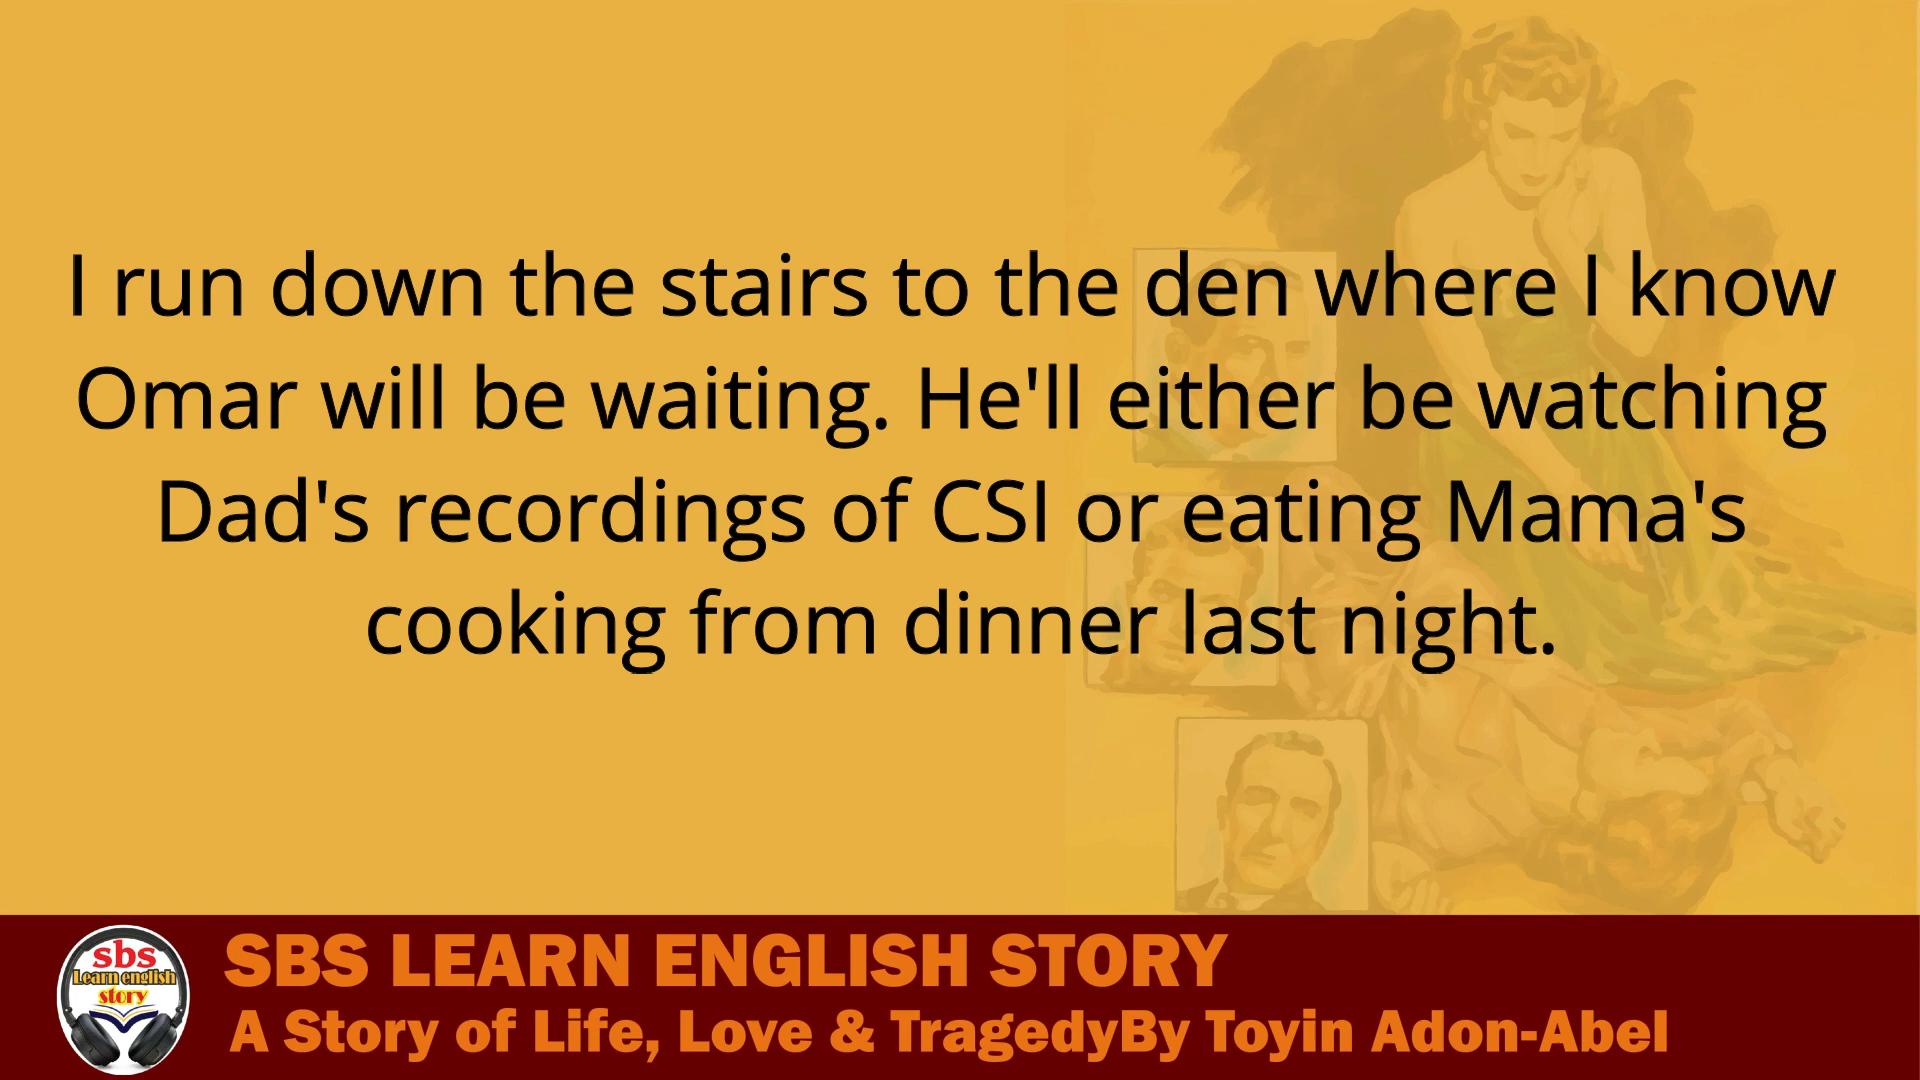 I run down the stairs to the den where I know
Omar will be waiting. He'll either be watching
Dad's recordings of CSI or eating Mama's
cooking from dinner last night.
sbs
Learn english
story
SBS LEARN ENGLISH STORY
A Story of Life, Love & TragedyBy Toyin Adon-Abel